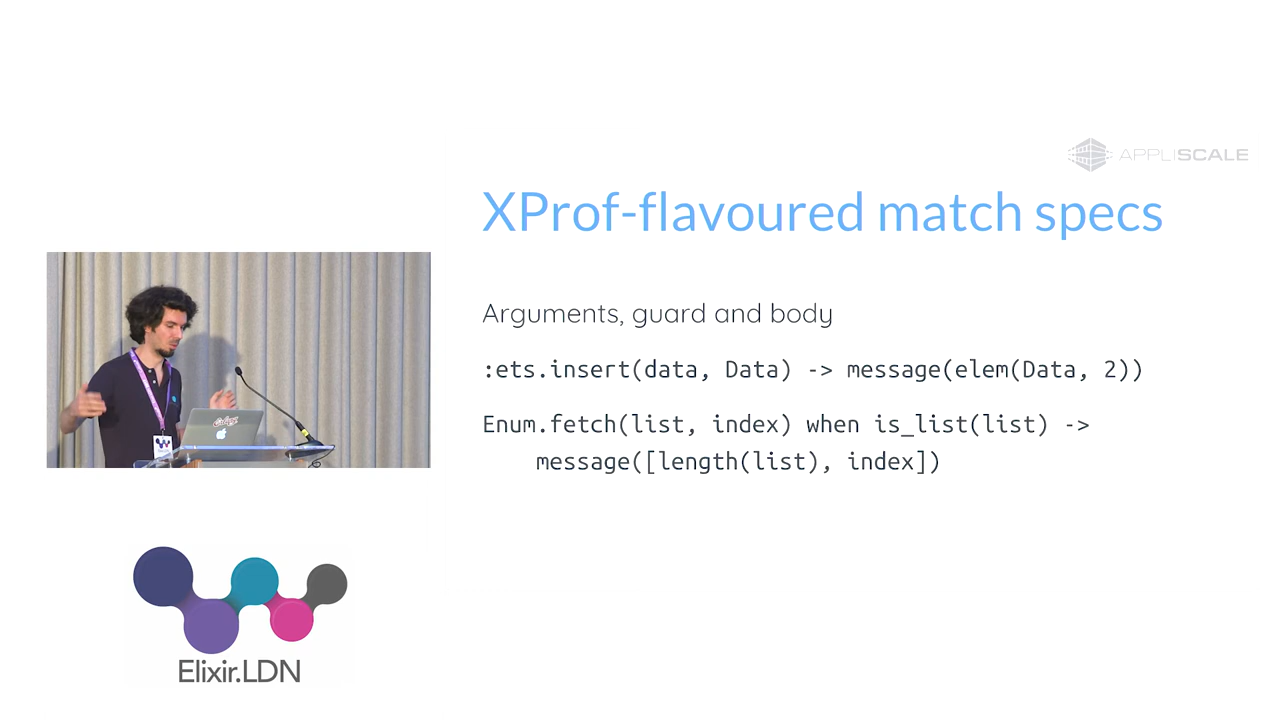 APPLISCALE
XProf-flavoured match specs
Arguments, guard and body
:ets.insert(data, Data) -> message(elem(Data, 2))
Enum.fetch(list, index) when is_list(list) ->
message([length(list), index])
Elixir.LDN